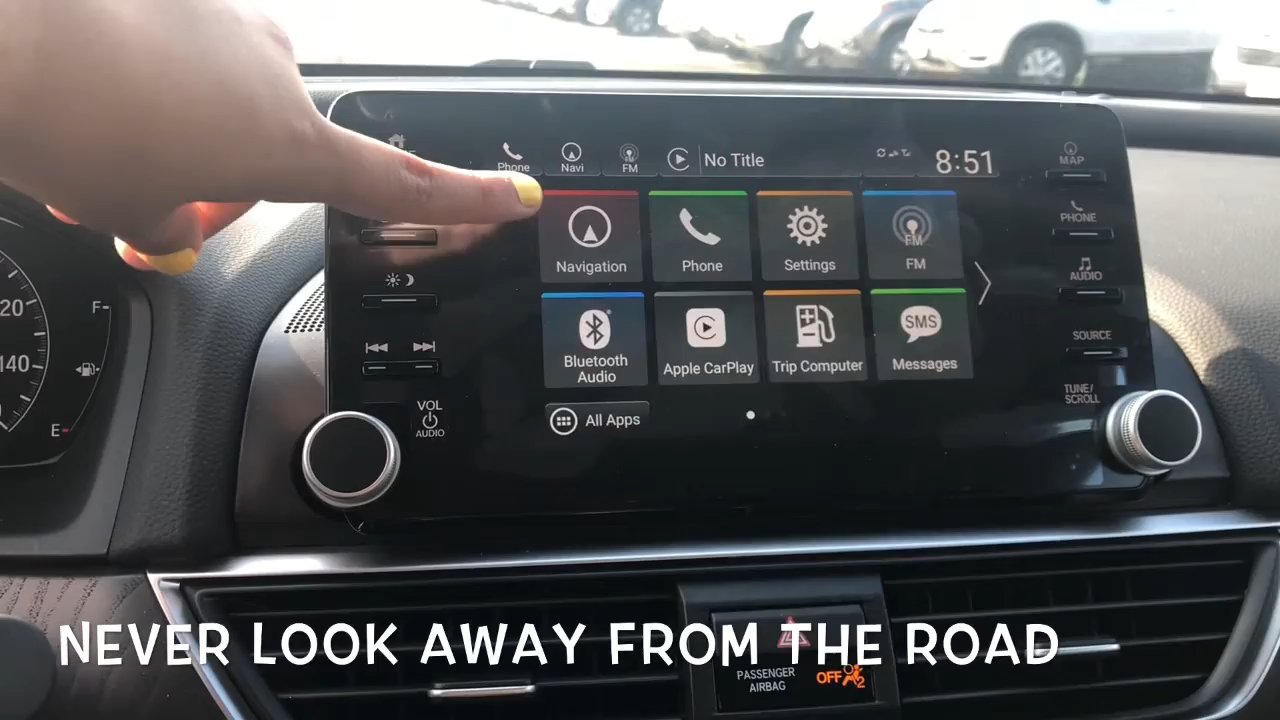 Phone
Navi
FM
No Title
8:51
MAP
Navigation
Phone
Settings
FM
FM
PHONE
AUDIO
Bluetooth
Audio
Apple CarPlay
Trip Computer
SMS
Messages
SOURCE
TUNE/
SCROLL
All Apps
VOL
AUDIO
20
140
F
E
NEVER LOOK AWAY FROM THE ROAD
PASSENGER
AIRBAG
OFF
2